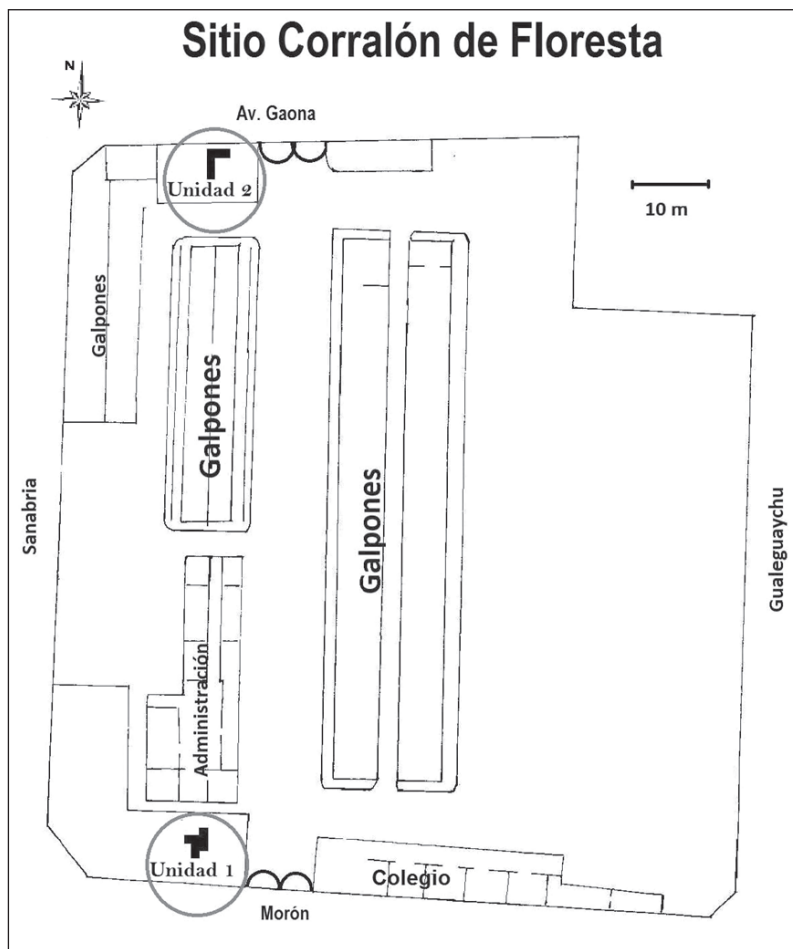 Sitio Corralón de Floresta
N
Av. Gaona
Unidad 2
10 m
Galpones
Galpones
Galpones
Sanabria
Gualeguaychu
Administración
Unidad 1
Colegio
Morón